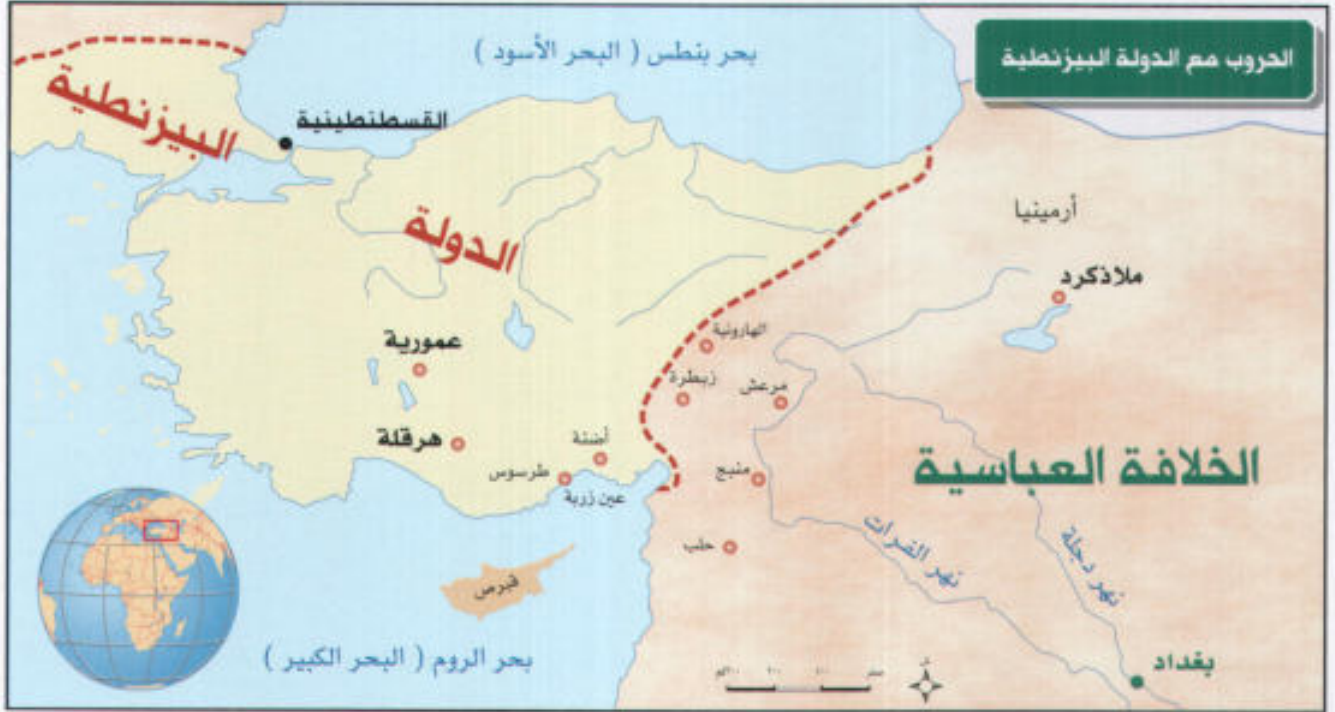 الحروب مع الدولة البيزنطية
بحر بنطس ( البحر الأسود )
البيزنطية
القسطنطينية
الدولة
أرمينيا
ملاذكرد
الهارونية
عمورية
زبطرة
مرعش
هرقلة
أضنة
طرسوس
عين زربة
منبج
الخلافة العباسية
حلب
نهر الفرات
نهر دجلة
قبرص
بحر الروم ( البحر الكبير )
بغداد